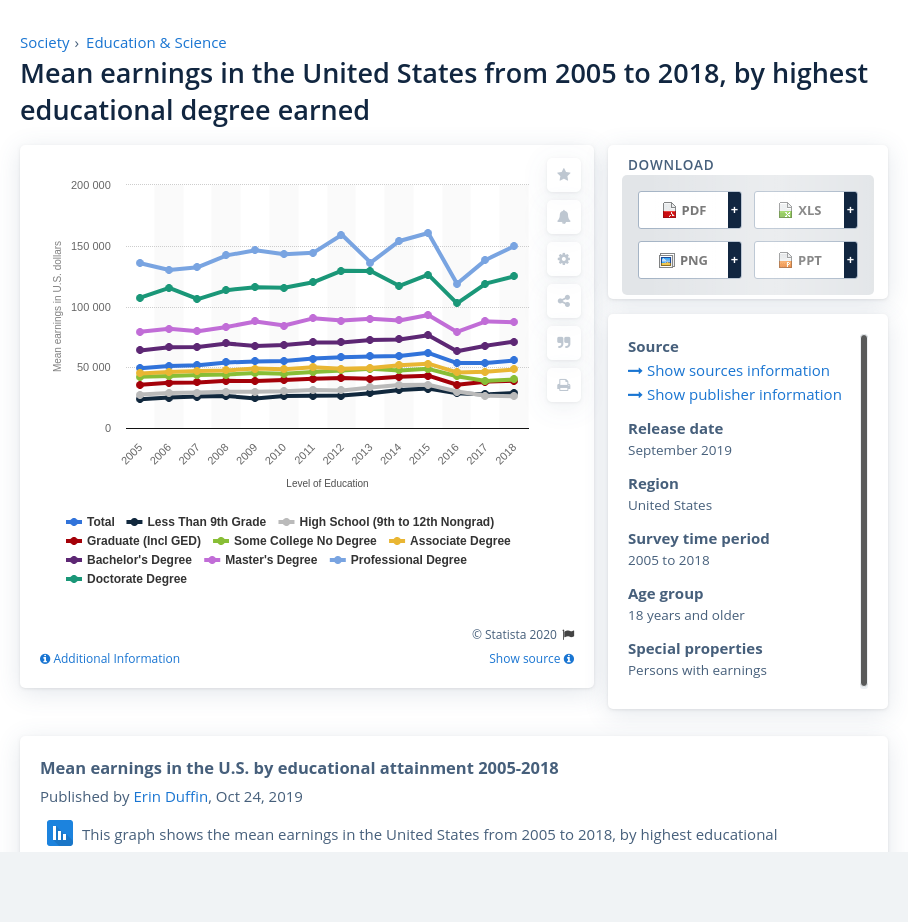 Society › Education & Science
Mean earnings in the United States from 2005 to 2018, by highest
educational degree earned
200 000
150 000
100 000
50 000
0
Mean earnings in U.S. dollars
2005 2006 2007 2008 2009 2010 2011 2012 2013 2014 2015 2016 2017 2018
Level of Education
Total Less Than 9th Grade High School (9th to 12th Nongrad)
Graduate (Incl GED) Some College No Degree Associate Degree
Bachelor's Degree Master's Degree Professional Degree
Doctorate Degree
© Statista 2020
Additional Information Show source
DOWNLOAD
PDF + XLS +
PNG + PPT +
Source
Show sources information
Show publisher information
Release date
September 2019
Region
United States
Survey time period
2005 to 2018
Age group
18 years and older
Special properties
Persons with earnings
Mean earnings in the U.S. by educational attainment 2005-2018
Published by Erin Duffin, Oct 24, 2019
This graph shows the mean earnings in the United States from 2005 to 2018, by highest educational